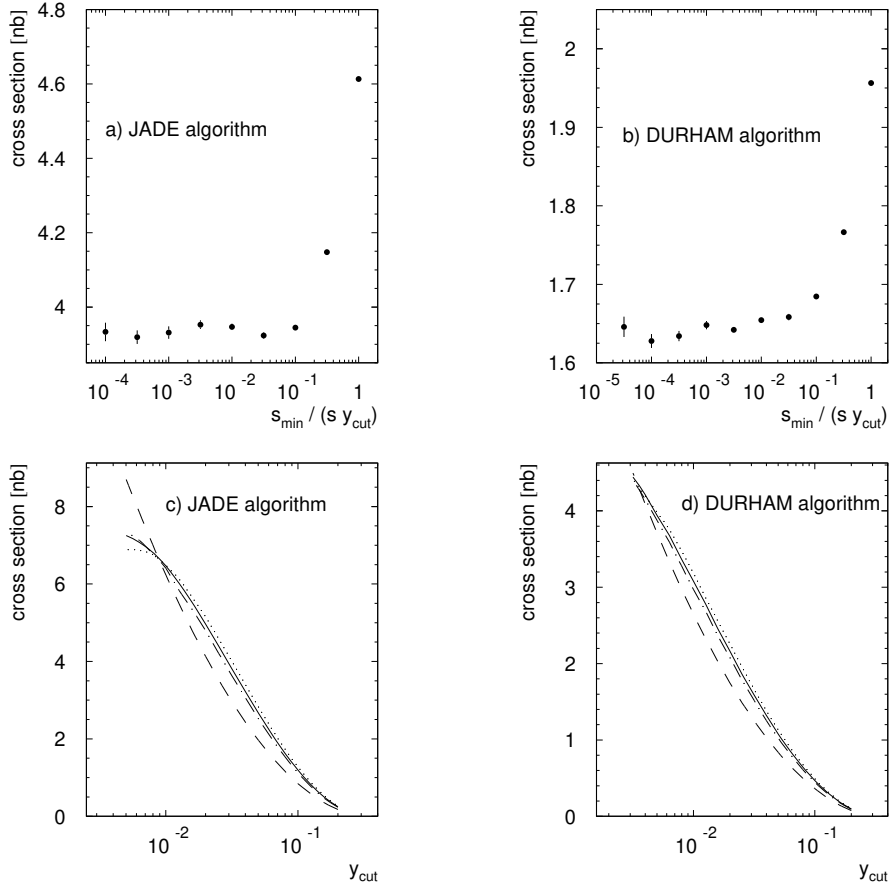 cross section [nb]
4.8
4.6
4.4
4.2
4
a) JADE algorithm
10⁻⁴ 10⁻³ 10⁻² 10⁻¹ 1
s_min / (s y_cut)
cross section [nb]
2
1.9
1.8
1.7
1.6
b) DURHAM algorithm
10⁻⁵ 10⁻⁴ 10⁻³ 10⁻² 10⁻¹ 1
s_min / (s y_cut)
cross section [nb]
8
6
4
2
0
c) JADE algorithm
10⁻² 10⁻¹
y_cut
cross section [nb]
4
3
2
1
0
d) DURHAM algorithm
10⁻² 10⁻¹
y_cut